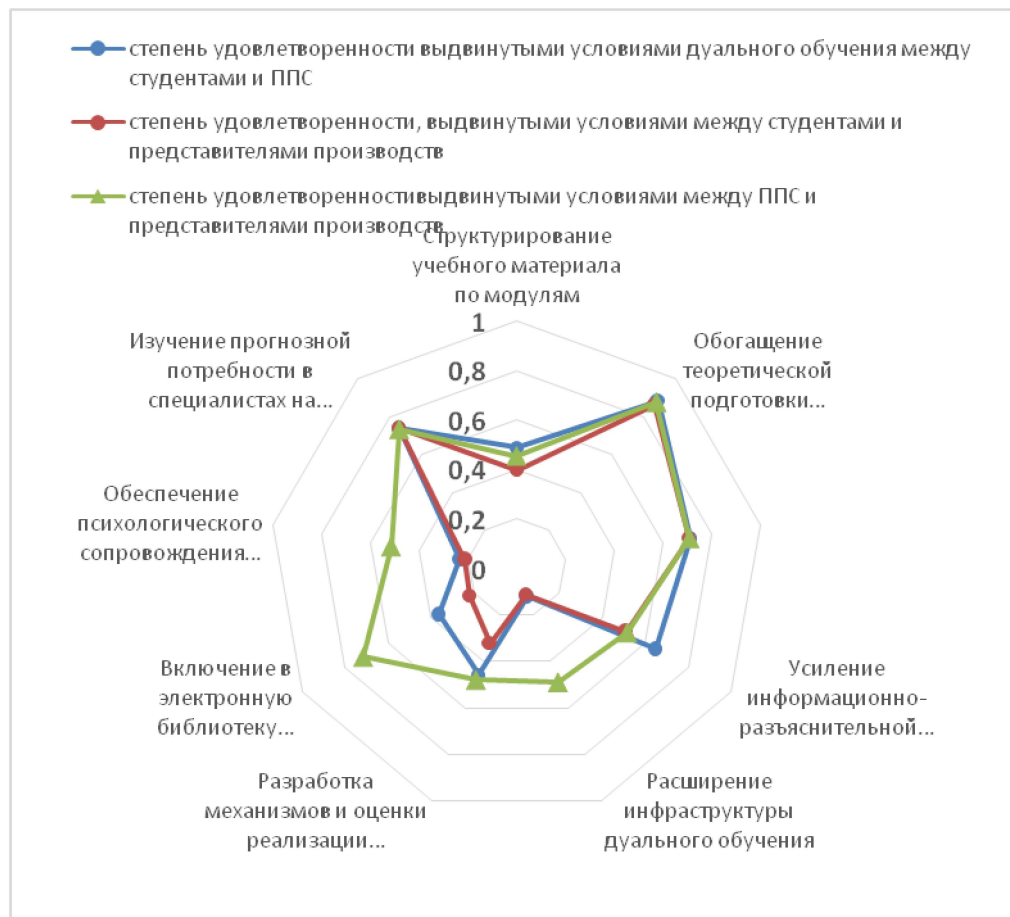 степень удовлетворенности выдвинутыми условиями дуального обучения между
студентами и ППС
степень удовлетворенности, выдвинутыми условиями между студентами и
представителями производств
степень удовлетворенностивыдвинутыми условиями между ППС и
представителями производств
Структурирование
учебного материала
по модулям
Обогащение
теоретической
подготовки...
Усиление
информационно-
разъяснительной...
Расширение
инфраструктуры
дуального обучения
Разработка
механизмов и оценки
реализации...
Включение в
электронную
библиотеку...
Обеспечение
психологического
сопровождения...
Изучение прогнозной
потребности в
специалистах на...
1
0,8
0,6
0,4
0,2
0